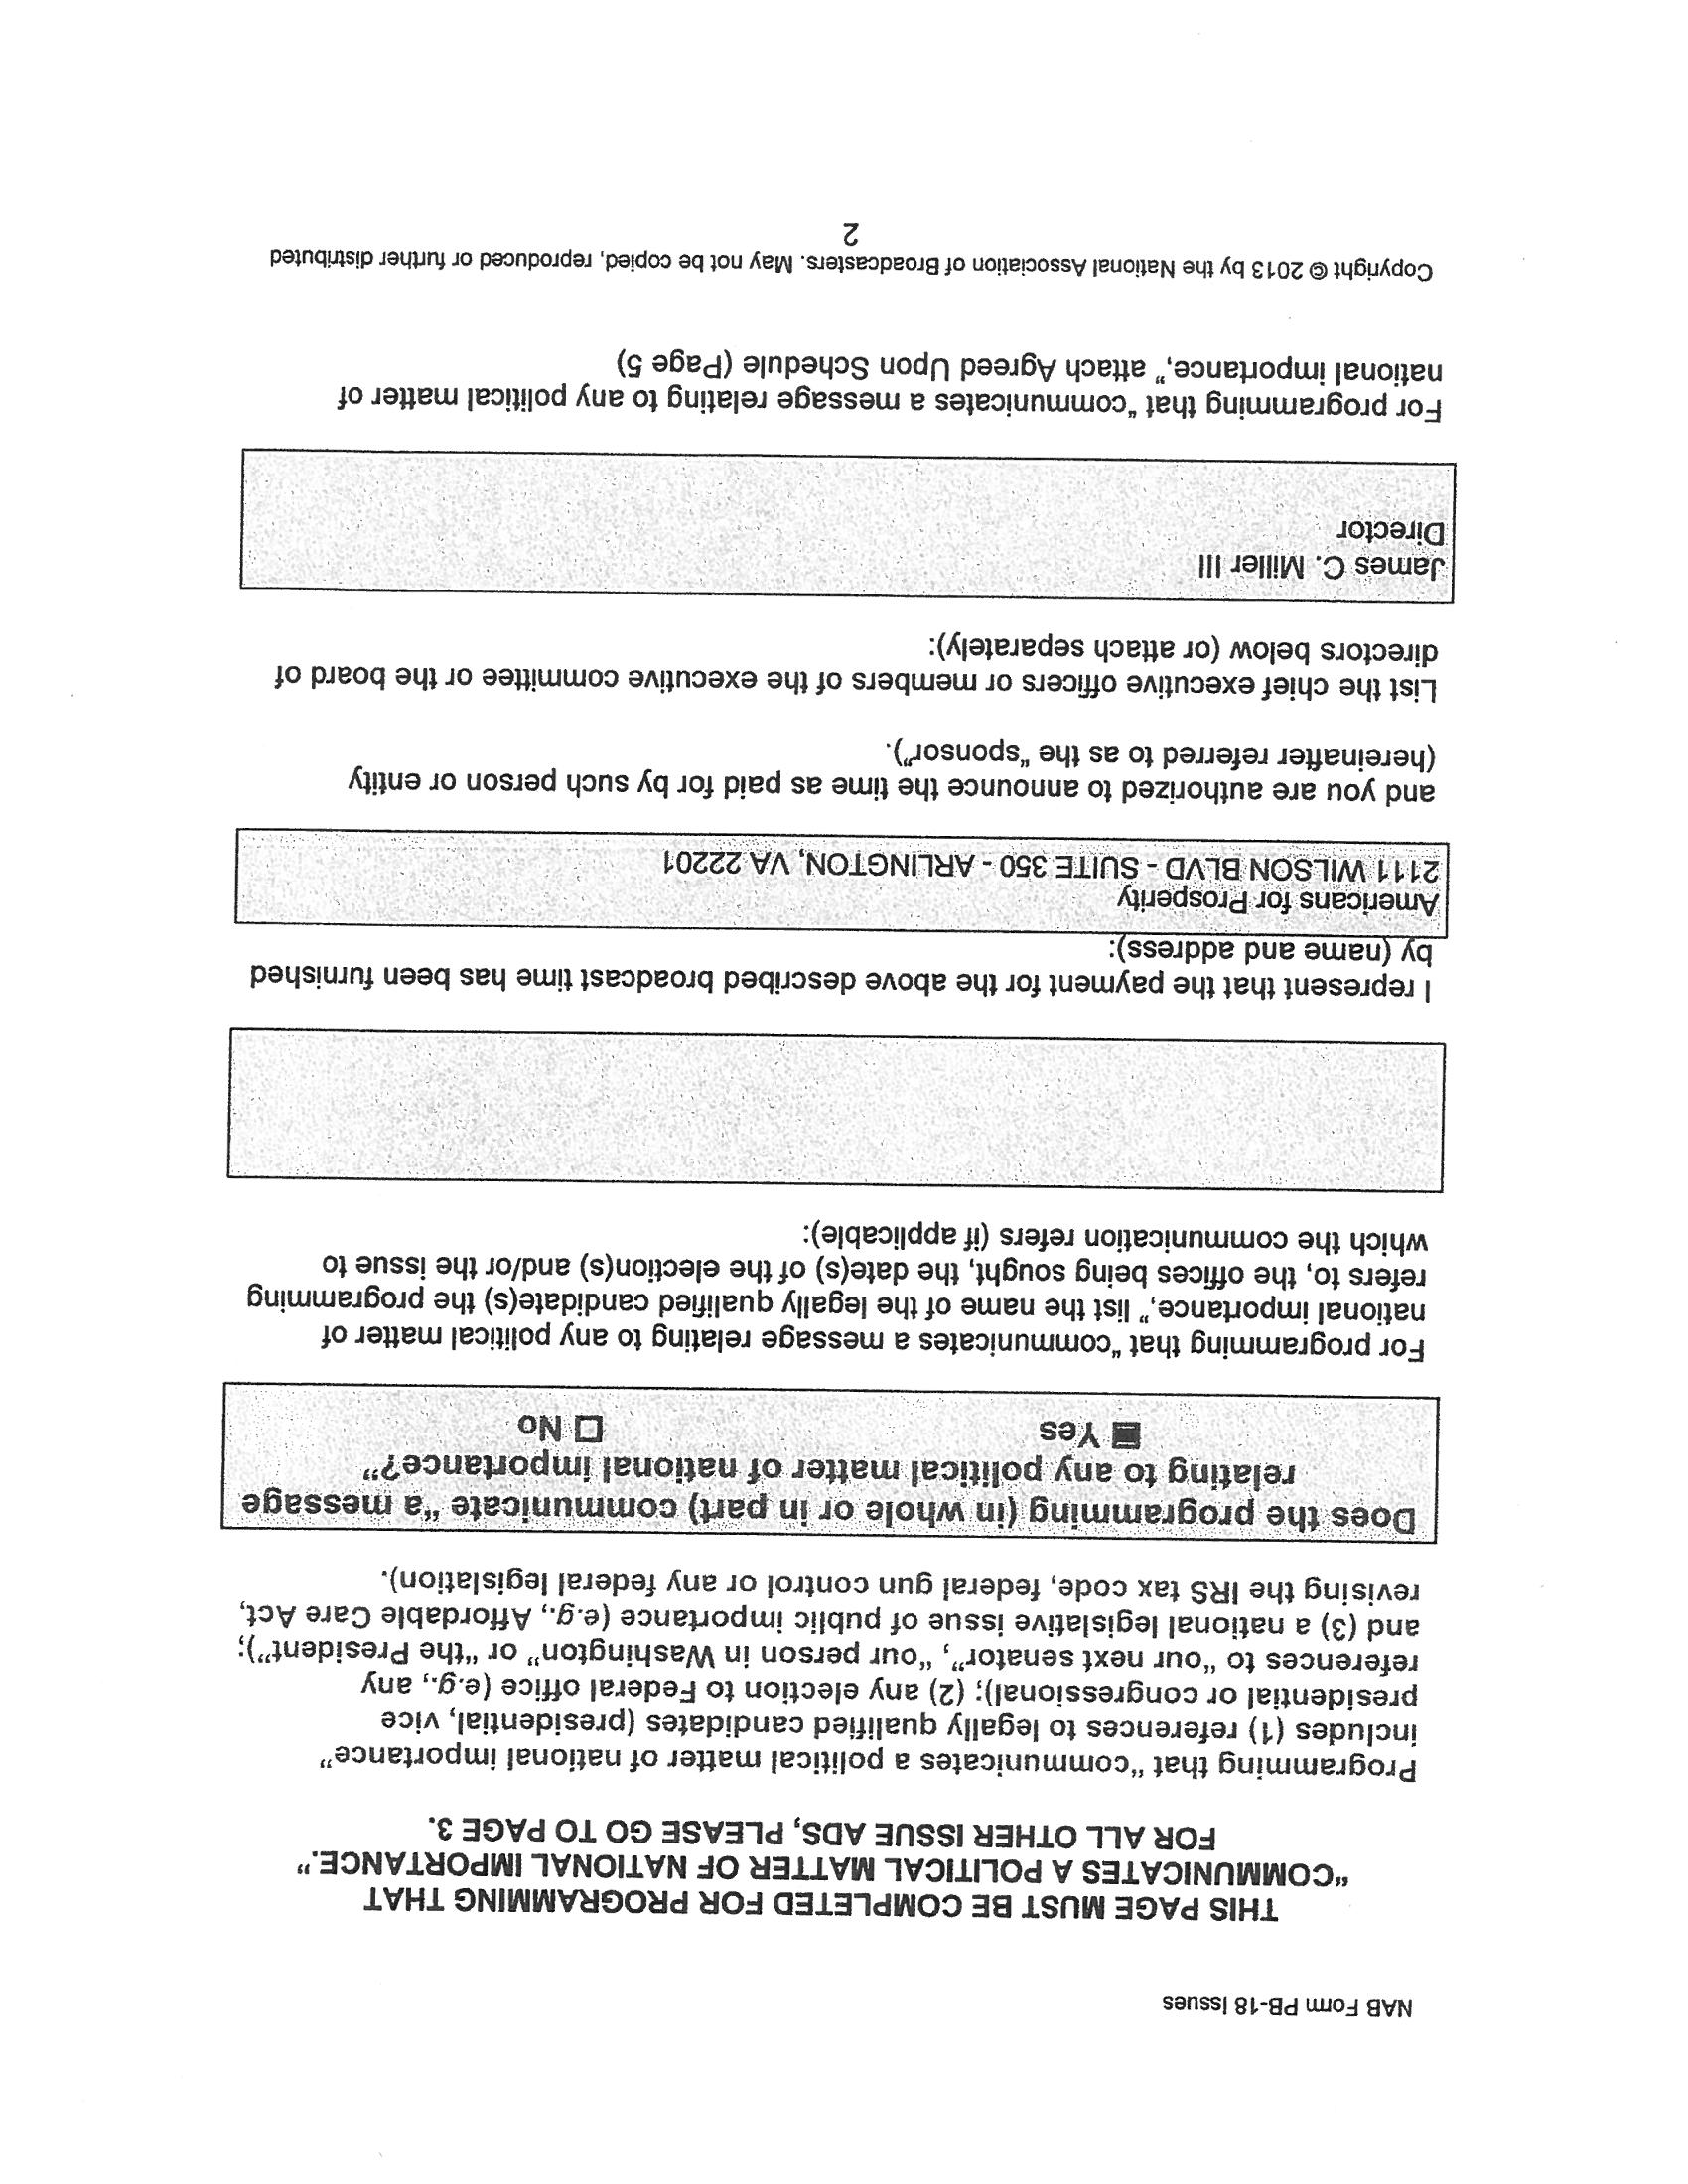 NAB Form PB-18 Issues
THIS PAGE MUST BE COMPLETED FOR PROGRAMMING THAT
“COMMUNICATES A POLITICAL MATTER OF NATIONAL IMPORTANCE.”
FOR ALL OTHER ISSUE ADS, PLEASE GO TO PAGE 3.
Programming that “communicates a political matter of national importance”
includes (1) references to legally qualified candidates (presidential, vice
presidential or congressional); (2) any election to Federal office (e.g., any
references to “our next senator”, “our person in Washington” or “the President”);
and (3) a national legislative issue of public importance (e.g., Affordable Care Act,
revising the IRS tax code, federal gun control or any federal legislation).
Does the programming (in whole or in part) communicate “a message
relating to any political matter of national importance?”
Yes No
For programming that “communicates a message relating to any political matter of
national importance,” list the name of the legally qualified candidate(s) the programming
refers to, the offices being sought, the date(s) of the election(s) and/or the issue to
which the communication refers (if applicable):
I represent that the payment for the above described broadcast time has been furnished
by (name and address):
Americans for Prosperity
2111 WILSON BLVD - SUITE 350 - ARLINGTON, VA 22201
and you are authorized to announce the time as paid for by such person or entity
(hereinafter referred to as the “sponsor”).
List the chief executive officers or members of the executive committee or the board of
directors below (or attach separately):
James C. Miller III
Director
For programming that “communicates a message relating to any political matter of
national importance,” attach Agreed Upon Schedule (Page 5)
Copyright © 2013 by the National Association of Broadcasters. May not be copied, reproduced or further distributed
2